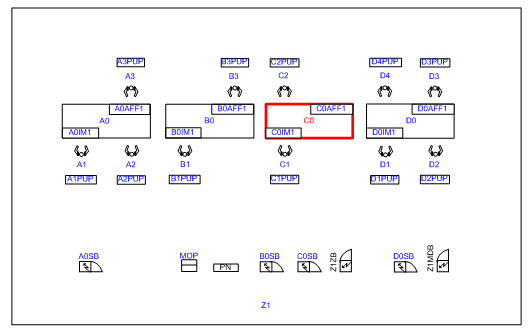 A3PUP B3PUP C2PUP D4PUP D3PUP
A3 B3 C2 D4 D3
A0AFF1 B0AFF1 C0AFF1 D0AFF1
A0 B0 C0 D0
A0IM1 B0IM1 C0IM1 D0IM1
A1 A2 B1 C1 D1 D2
A1PUP A2PUP B1PUP C1PUP D1PUP D2PUP
A0SB MOP B0SB C0SB Z1ZB D0SB Z1MDB
PN
Z1